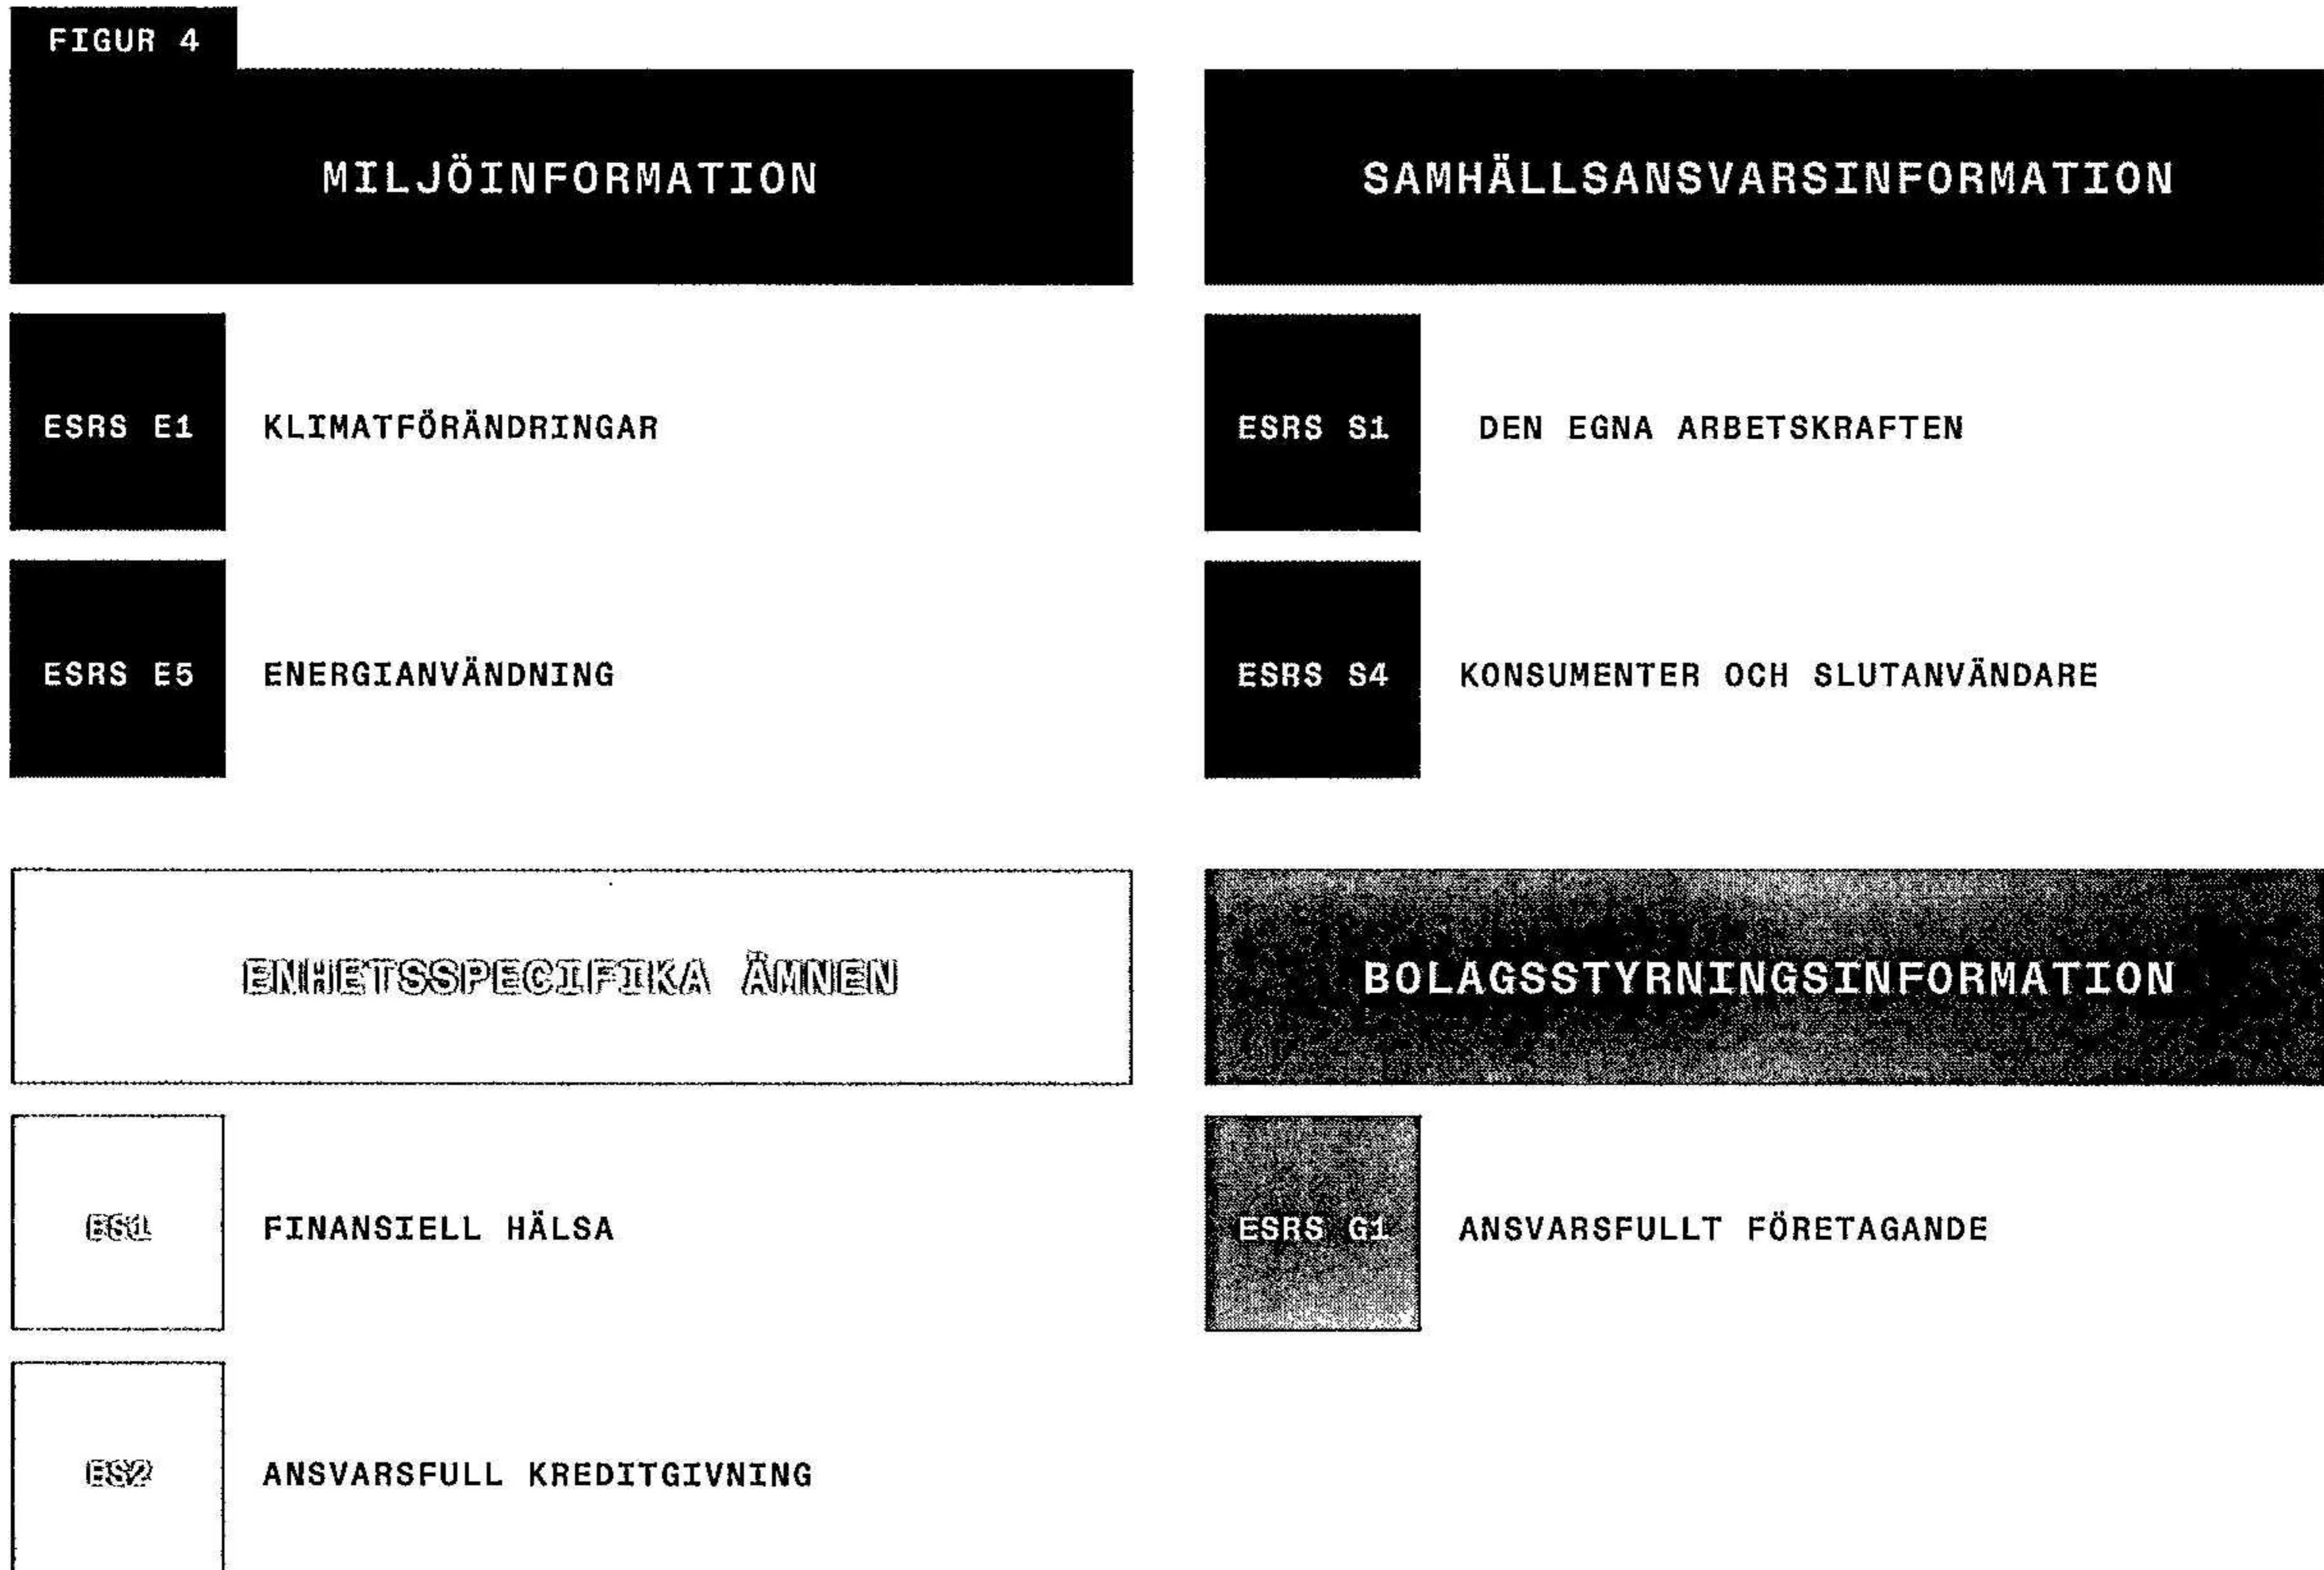 FIGUR 4
MILJÖINFORMATION
ESRS E1 KLIMATFÖRÄNDRINGAR
ESRS E5 ENERGIANVÄNDNING
SAMHÄLLSANSVARSINFORMATION
ESRS S1 DEN EGNA ARBETSKRAFTEN
ESRS S4 KONSUMENTER OCH SLUTANVÄNDARE
ENHETSSPECIFIKA ÄMNEN
ES1 FINANSIELL HÄLSA
ES2 ANSVARSFULL KREDITGIVNING
BOLAGSSTYRNINGSINFORMATION
ESRS G1 ANSVARSFULLT FÖRETAGANDE